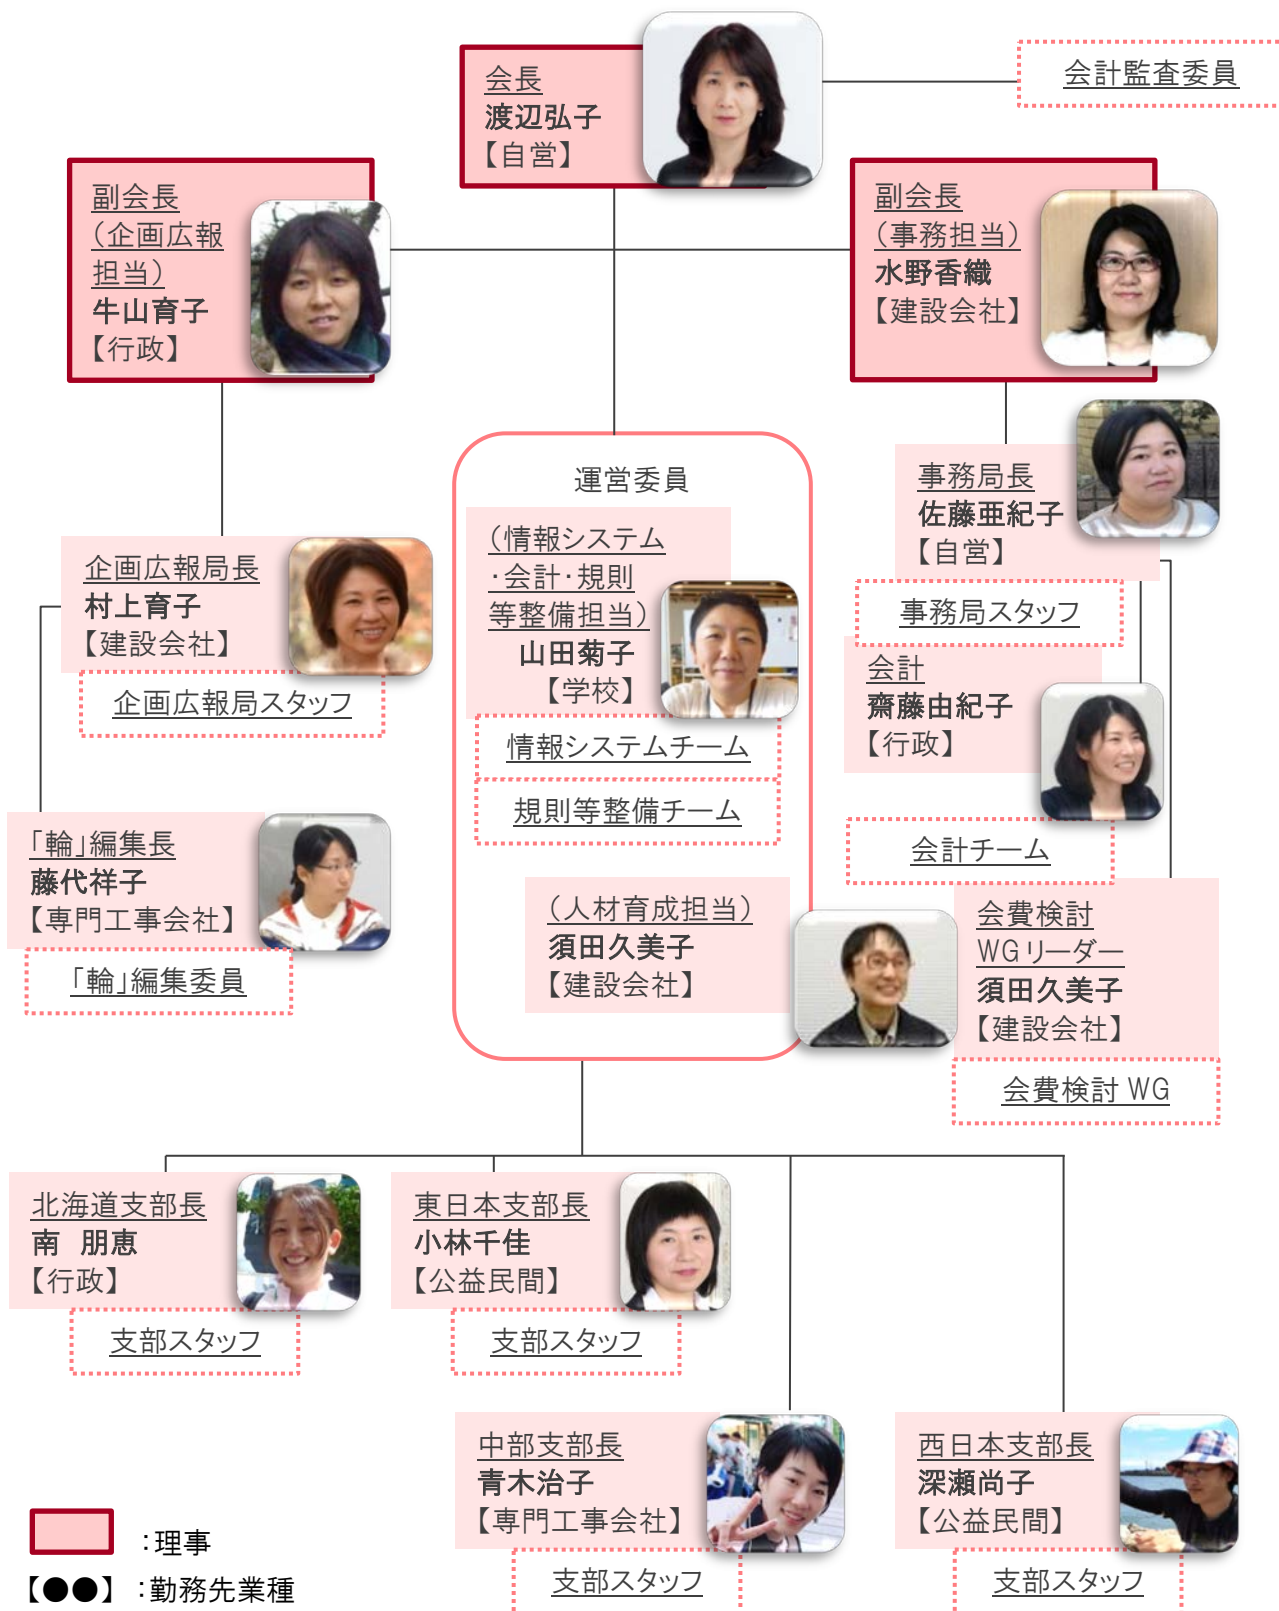 会長
渡辺弘子
【自営】
会計監査委員
副会長
（企画広報
担当）
牛山育子
【行政】
副会長
（事務担当）
水野香織
【建設会社】
運営委員
（情報システム
・会計・規則
等整備担当）
山田菊子
【学校】
情報システムチーム
規則等整備チーム
（人材育成担当）
須田久美子
【建設会社】
事務局長
佐藤亜紀子
【自営】
事務局スタッフ
会計
齋藤由紀子
【行政】
会計チーム
会費検討
WGリーダー
須田久美子
【建設会社】
会費検討 WG
企画広報局長
村上育子
【建設会社】
企画広報局スタッフ
「輪」編集長
藤代祥子
【専門工事会社】
「輪」編集委員
北海道支部長
南　朋恵
【行政】
支部スタッフ
東日本支部長
小林千佳
【公益民間】
支部スタッフ
中部支部長
青木治子
【専門工事会社】
支部スタッフ
西日本支部長
深瀬尚子
【公益民間】
支部スタッフ
：理事
【●●】：勤務先業種